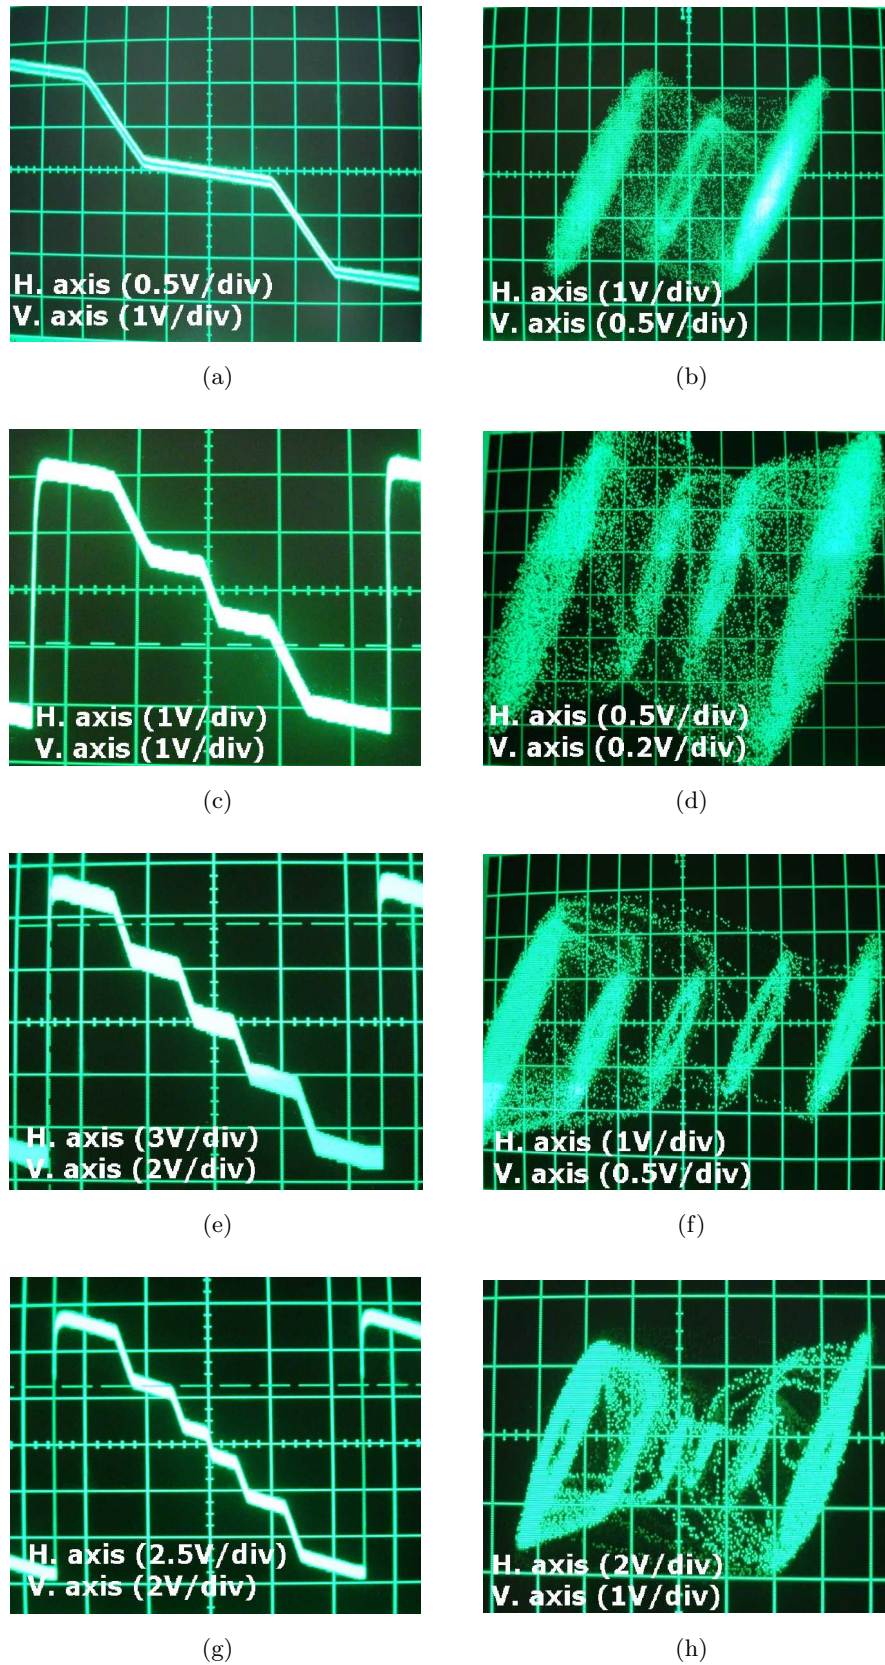 H. axis (0.5V/div)
V. axis (1V/div)
H. axis (1V/div)
V. axis (0.5V/div)
(a)
(b)
H. axis (1V/div)
V. axis (1V/div)
H. axis (0.5V/div)
V. axis (0.2V/div)
(c)
(d)
H. axis (3V/div)
V. axis (2V/div)
H. axis (1V/div)
V. axis (0.5V/div)
(e)
(f)
H. axis (2.5V/div)
V. axis (2V/div)
H. axis (2V/div)
V. axis (1V/div)
(g)
(h)